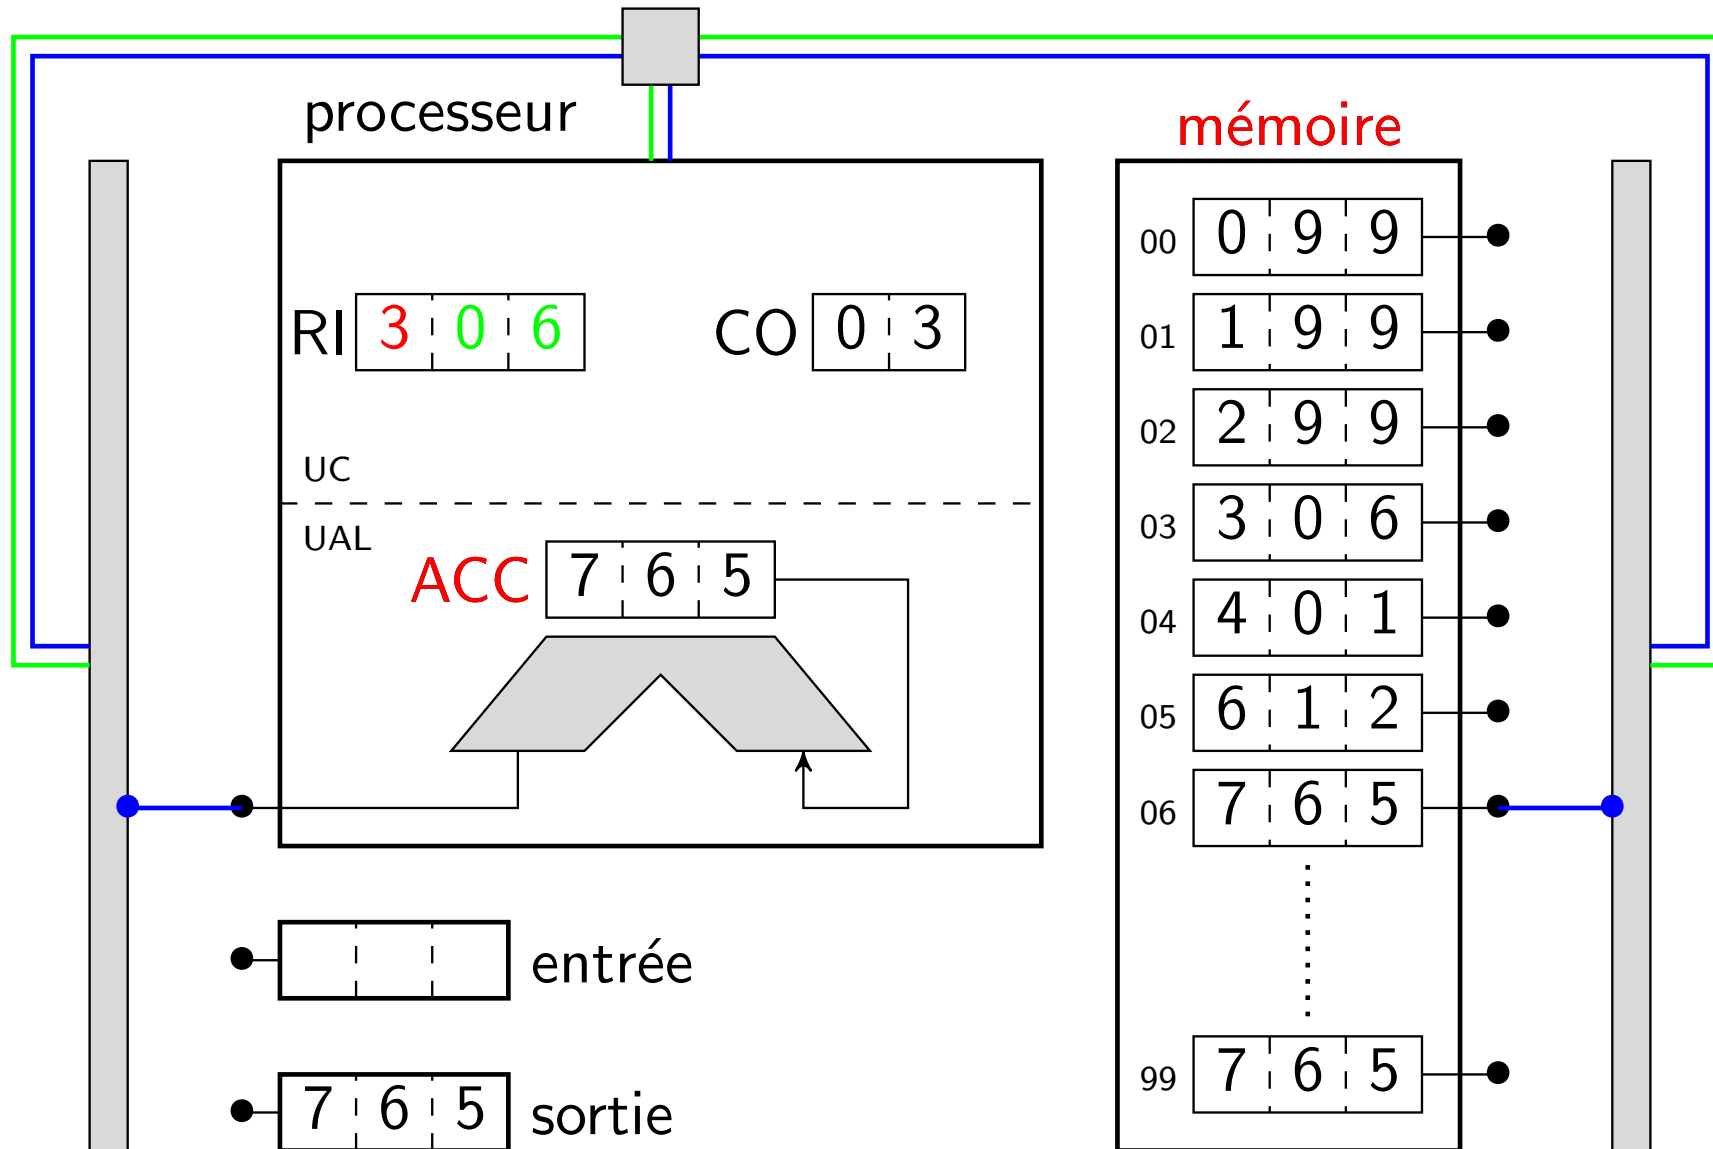 processeur
mémoire
00 0 9 9
RI 3 0 6 CO 0 3
01 1 9 9
02 2 9 9
UC
03 3 0 6
UAL
ACC 7 6 5
04 4 0 1
05 6 1 2
06 7 6 5
entrée
99 7 6 5
7 6 5 sortie